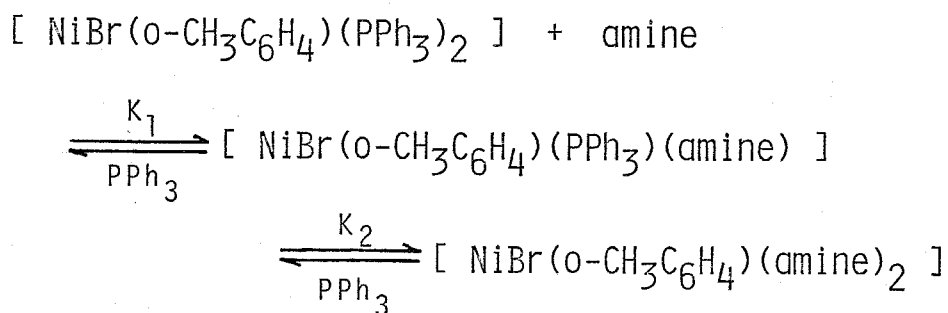 [ NiBr(o-CH₃C₆H₄)(PPh₃)₂ ] + amine
K₁
⇌ [ NiBr(o-CH₃C₆H₄)(PPh₃)(amine) ]
PPh₃
K₂
⇌ [ NiBr(o-CH₃C₆H₄)(amine)₂ ]
PPh₃